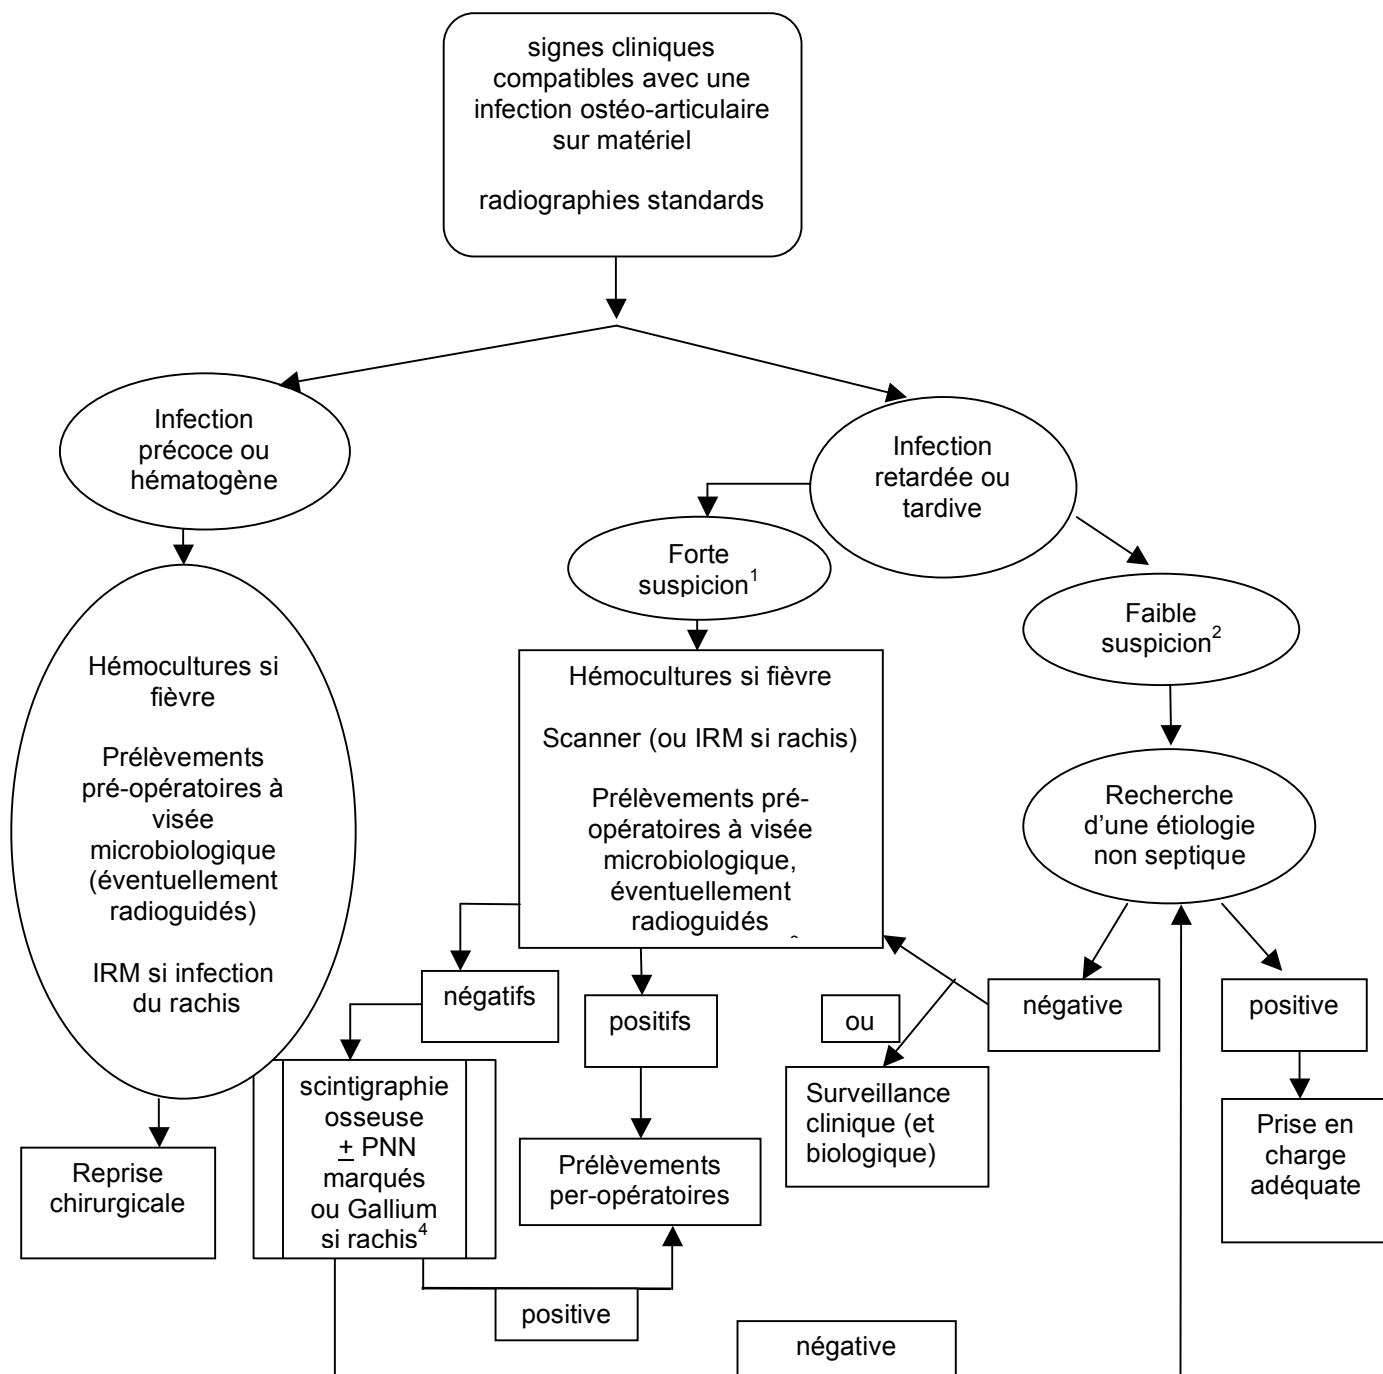 signes cliniques
compatibles avec une
infection ostéo-articulaire
sur matériel
radiographies standards
Infection
précoce ou
hématogène
Infection
retardée ou
tardive
Forte
suspicion1
Faible
suspicion2
Hémocultures si
fièvre
Prélèvements
pré-opératoires à
visée
microbiologique
(éventuellement
radioguidés)
IRM si infection
du rachis
Hémocultures si fièvre
Scanner (ou IRM si rachis)
Prélèvements pré-
opératoires à visée
microbiologique,
éventuellement
radioguidés
Recherche
d'une étiologie
non septique
négatifs
positifs
ou
négative
positive
Reprise
chirurgicale
scintigraphie
osseuse
± PNN
marqués
ou Gallium
si rachis4
Prélèvements
per-opératoires
Surveillance
clinique (et
biologique)
Prise en
charge
adéquate
positive
négative